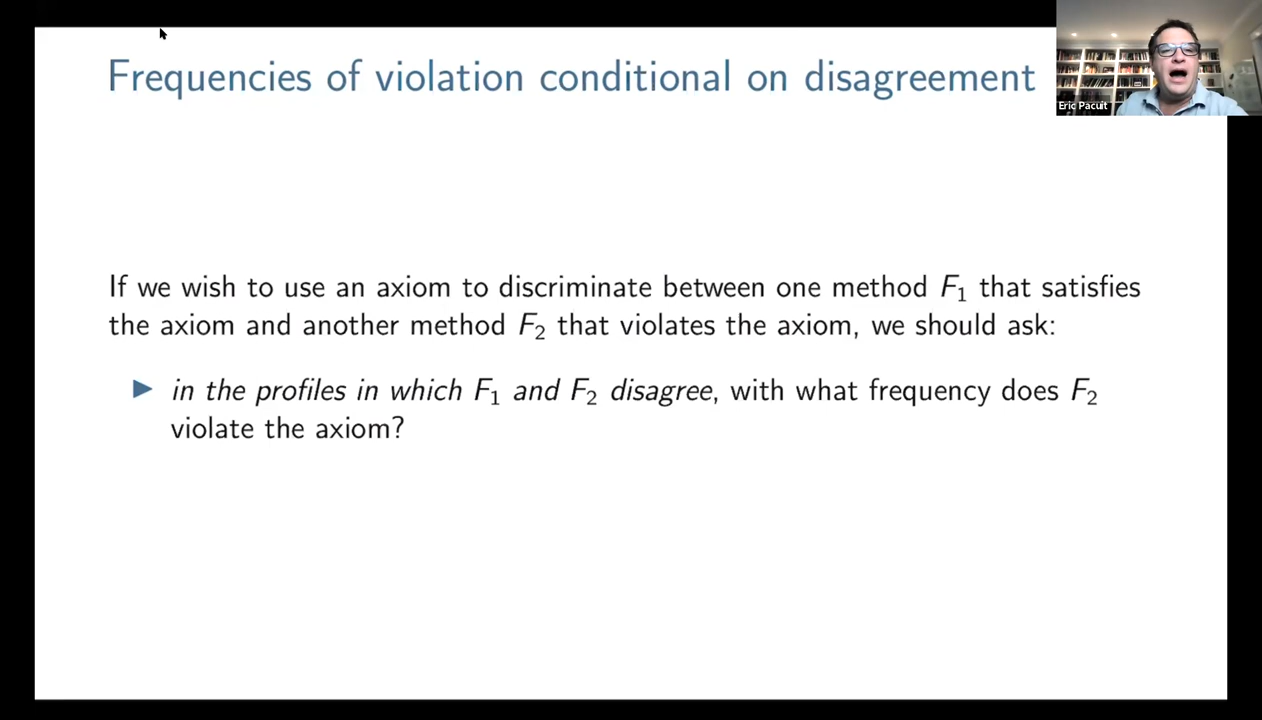 Frequencies of violation conditional on disagreement
Eric Pacuit
If we wish to use an axiom to discriminate between one method F₁ that satisfies
the axiom and another method F₂ that violates the axiom, we should ask:
▶ in the profiles in which F₁ and F₂ disagree, with what frequency does F₂
violate the axiom?